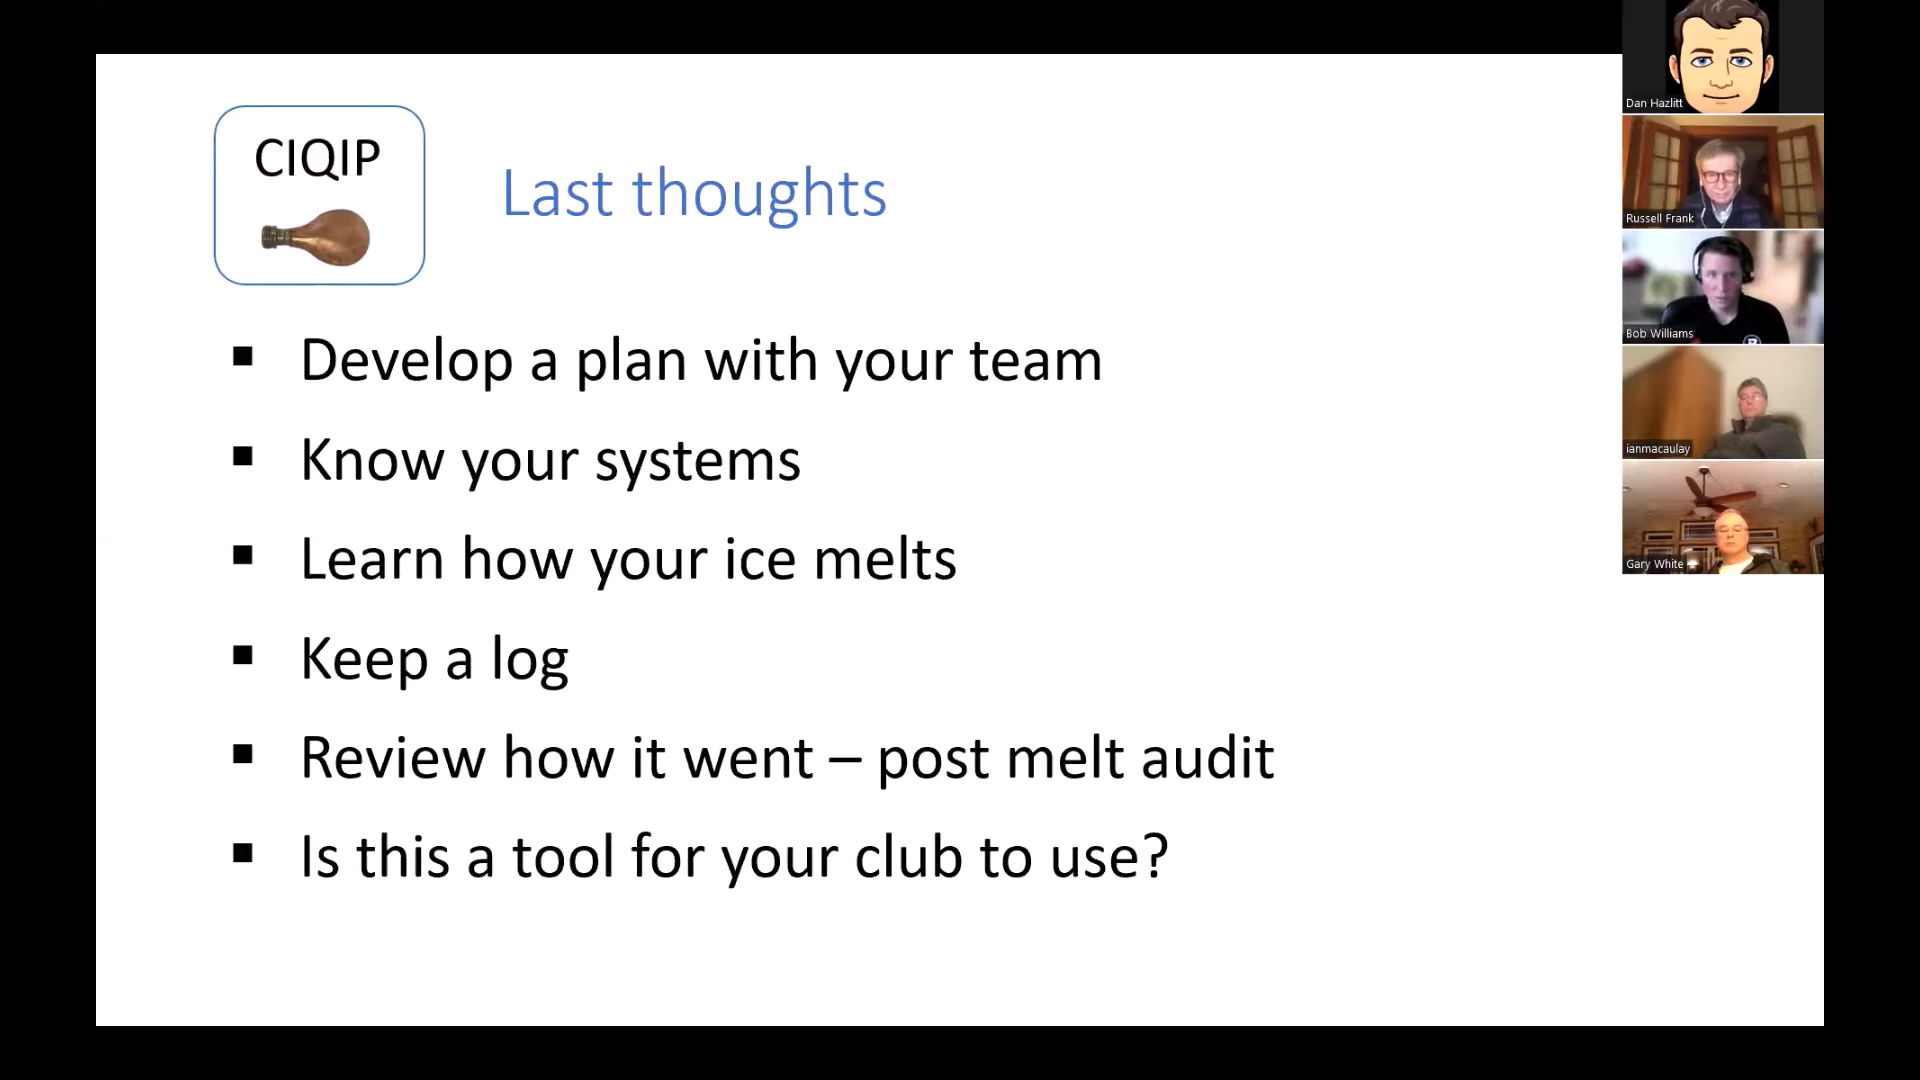 CIQIP
Last thoughts
▪ Develop a plan with your team
▪ Know your systems
▪ Learn how your ice melts
▪ Keep a log
▪ Review how it went – post melt audit
▪ Is this a tool for your club to use?
Dan Hazlitt
Russell Frank
Bob Williams
ianmacaulay
Gary White